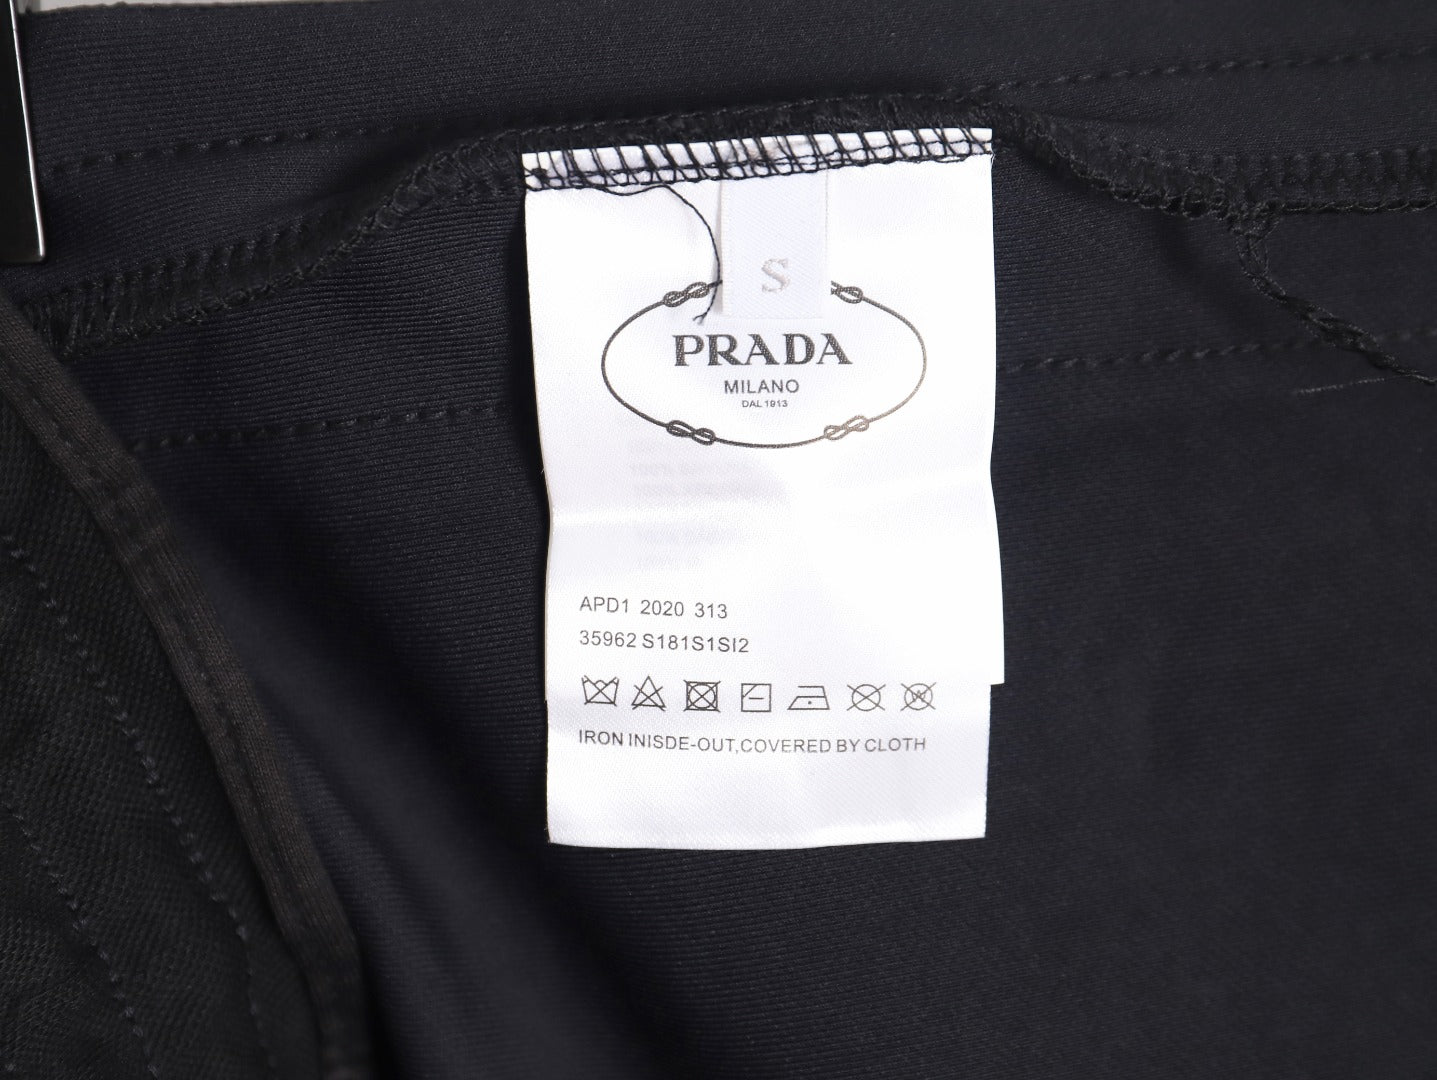 S
PRADA
MILANO
DAL 1913
APD1 2020 313
35962 S181S1SI2
IRON INISDE-OUT,COVERED BY CLOTH